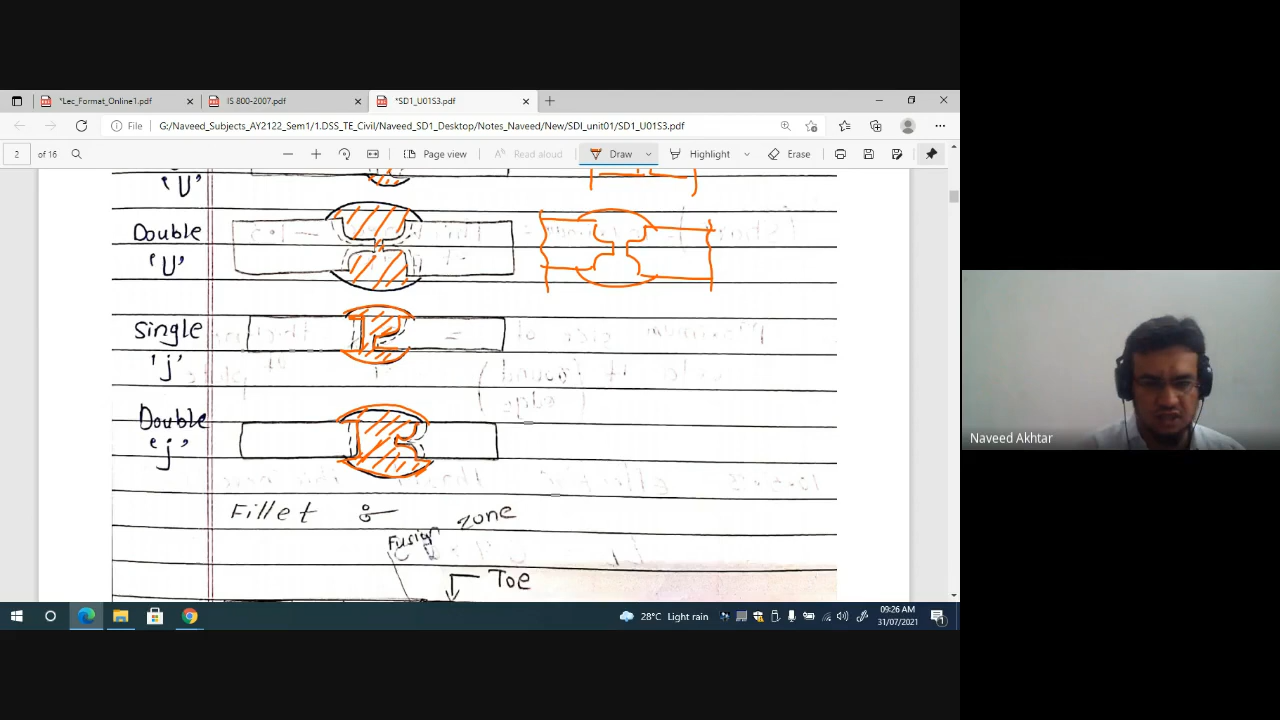 *Lec_Format_Online1.pdf
IS 800-2007.pdf
*SD1_U01S3.pdf
File
G:/Naveed_Subjects_AY2122_Sem1/1.DSS_TE_Civil/Naveed_SD1_Desktop/Notes_Naveed/New/SDI_unit01/SD1_U01S3.pdf
2 of 16
Page view
Read aloud
Draw
Highlight
Erase
'U'
Double
'U'
Single
'j'
Double
'j'
Fillet :-
Fusion zone
Toe
Naveed Akhtar
28°C Light rain
09:26 AM
31/07/2021
1